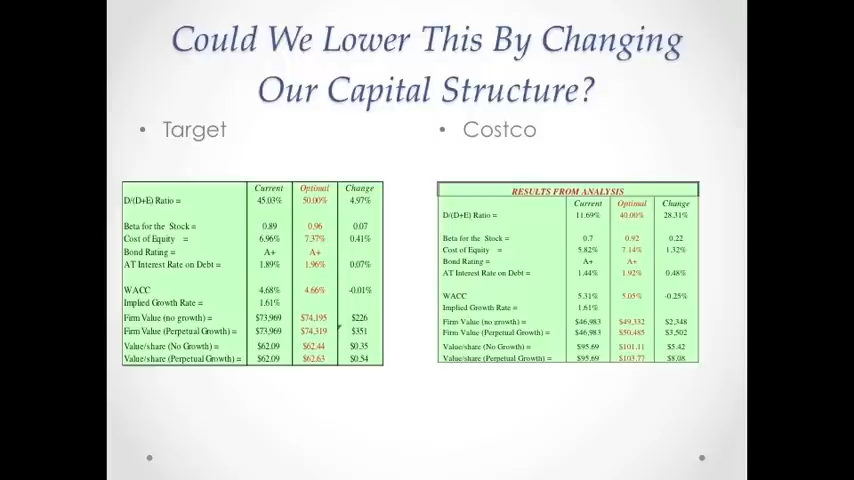 Could We Lower This By Changing
Our Capital Structure?
• Target
Current Optimal Change
D/(D+E) Ratio = 45.03% 50.00% 4.97%
Beta for the Stock = 0.89 0.96 0.07
Cost of Equity = 6.96% 7.37% 0.41%
Bond Rating = A+ A+
AT Interest Rate on Debt = 1.89% 1.96% 0.07%
WACC 4.68% 4.66% -0.01%
Implied Growth Rate = 1.61%
Firm Value (no growth) = $73,969 $74,195 $226
Firm Value (Perpetual Growth) = $73,969 $74,319 $351
Value/share (No Growth) = $62.09 $62.44 $0.35
Value/share (Perpetual Growth) = $62.09 $62.63 $0.54
• Costco
RESULTS FROM ANALYSIS
Current Optimal Change
D/(D+E) Ratio = 11.69% 40.00% 28.31%
Beta for the Stock = 0.7 0.92 0.22
Cost of Equity = 5.82% 7.14% 1.32%
Bond Rating = A+ A+
AT Interest Rate on Debt = 1.44% 1.92% 0.48%
WACC 5.31% 5.05% -0.25%
Implied Growth Rate = 1.61%
Firm Value (no growth) = $46,983 $49,332 $2,348
Firm Value (Perpetual Growth) = $46,983 $50,485 $3,502
Value/share (No Growth) = $95.69 $101.11 $5.42
Value/share (Perpetual Growth) = $95.69 $103.77 $8.08